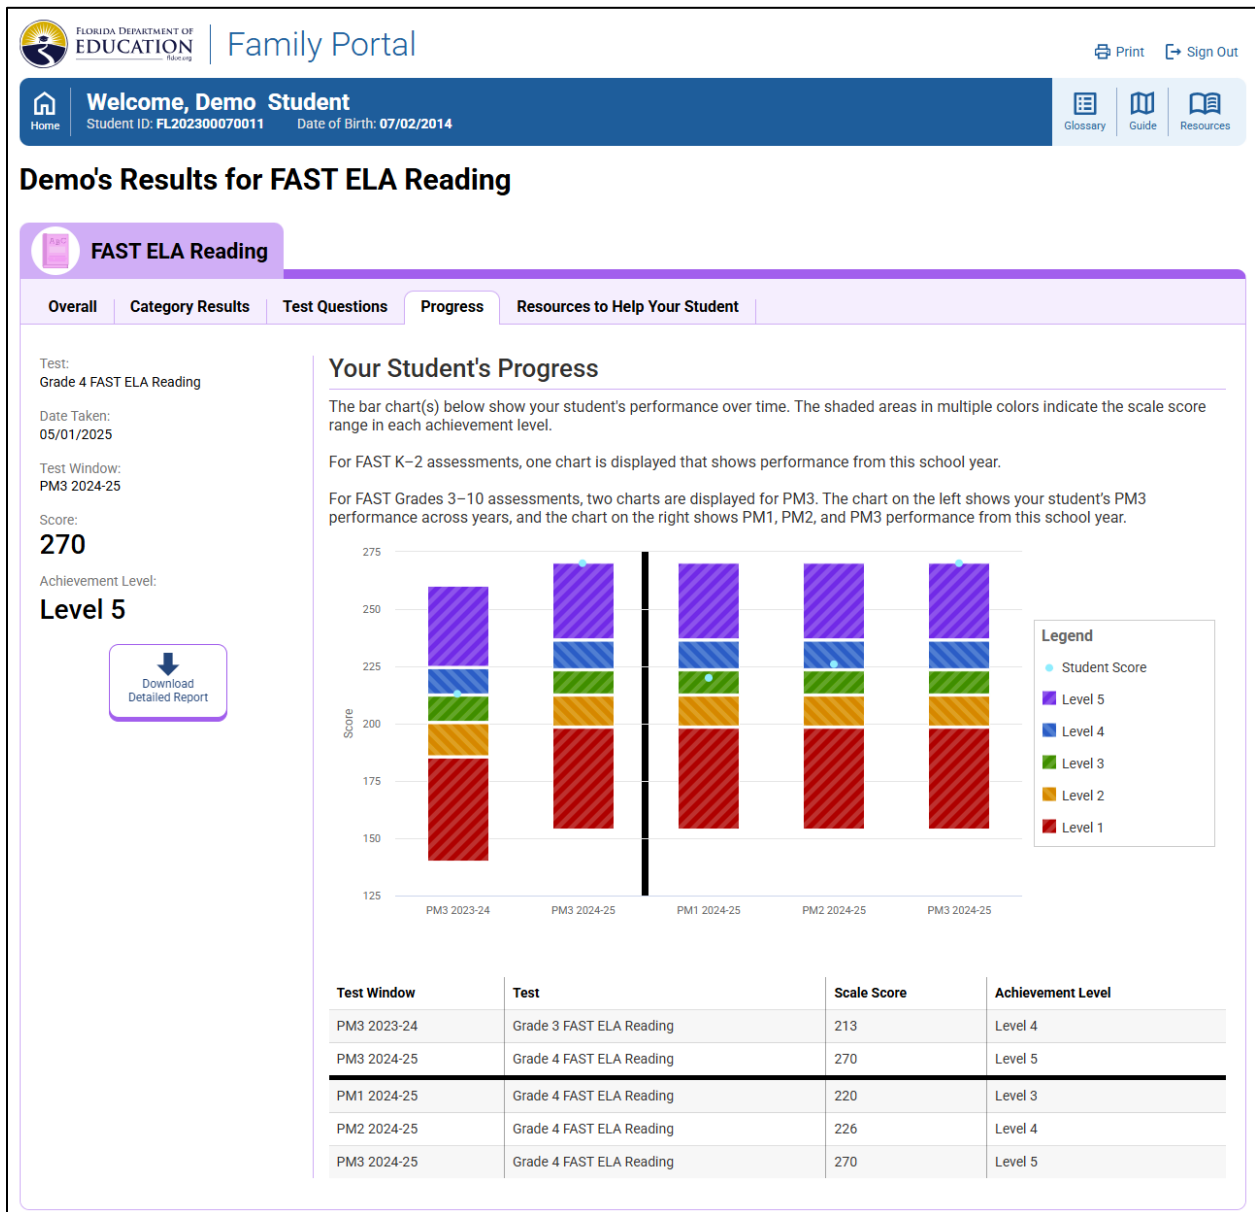 FLORIDA DEPARTMENT OF
EDUCATION
fldoe.org
Family Portal
Print
Sign Out
Home
Welcome, Demo Student
Student ID: FL202300070011 Date of Birth: 07/02/2014
Glossary
Guide
Resources
Demo's Results for FAST ELA Reading
FAST ELA Reading
Overall
Category Results
Test Questions
Progress
Resources to Help Your Student
Test:
Grade 4 FAST ELA Reading
Date Taken:
05/01/2025
Test Window:
PM3 2024-25
Score:
270
Achievement Level:
Level 5
Download
Detailed Report
Your Student's Progress
The bar chart(s) below show your student's performance over time. The shaded areas in multiple colors indicate the scale score
range in each achievement level.
For FAST K–2 assessments, one chart is displayed that shows performance from this school year.
For FAST Grades 3–10 assessments, two charts are displayed for PM3. The chart on the left shows your student's PM3
performance across years, and the chart on the right shows PM1, PM2, and PM3 performance from this school year.
275
250
225
200
175
150
125
Score
PM3 2023-24
PM3 2024-25
PM1 2024-25
PM2 2024-25
PM3 2024-25
Legend
Student Score
Level 5
Level 4
Level 3
Level 2
Level 1
Test Window Test Scale Score Achievement Level
PM3 2023-24 Grade 3 FAST ELA Reading 213 Level 4
PM3 2024-25 Grade 4 FAST ELA Reading 270 Level 5
PM1 2024-25 Grade 4 FAST ELA Reading 220 Level 3
PM2 2024-25 Grade 4 FAST ELA Reading 226 Level 4
PM3 2024-25 Grade 4 FAST ELA Reading 270 Level 5